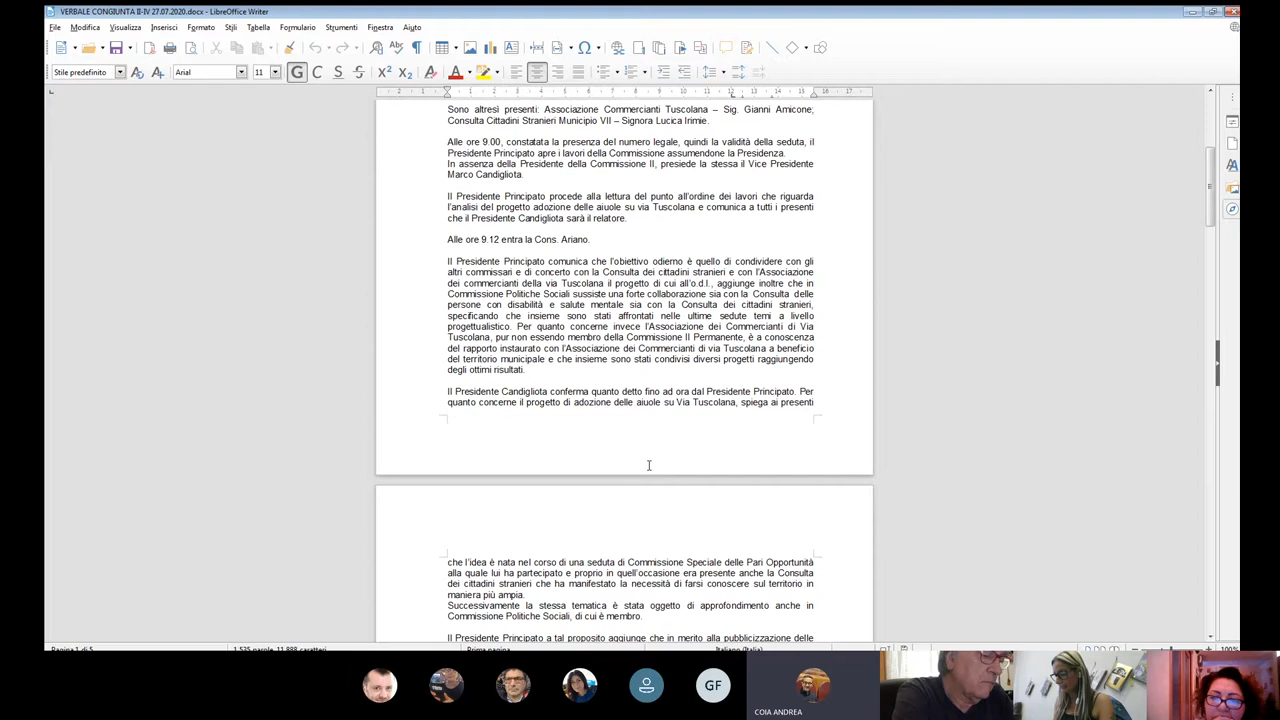 VERBALE CONGIUNTA II-IV 27.07.2020.docx - LibreOffice Writer
File Modifica Visualizza Inserisci Formato Stili Tabella Formulario Strumenti Finestra Aiuto
Stile predefinito Arial 11
Sono altresì presenti: Associazione Commercianti Tuscolana – Sig. Gianni Amicone;
Consulta Cittadini Stranieri Municipio VII – Signora Lucica Irimie.
Alle ore 9.00, constatata la presenza del numero legale, quindi la validità della seduta, il
Presidente Principato apre i lavori della Commissione assumendone la Presidenza.
In assenza della Presidente della Commissione II, presiede la stessa il Vice Presidente
Marco Candigliota.
Il Presidente Principato procede alla lettura del punto all'ordine dei lavori che riguarda
l'analisi del progetto adozione delle aiuole su via Tuscolana e comunica a tutti i presenti
che il Presidente Candigliota sarà il relatore.
Alle ore 9.12 entra la Cons. Ariano.
Il Presidente Principato comunica che l'obiettivo odierno è quello di condividere con gli
altri commissari e di concerto con la Consulta dei cittadini stranieri e con l'Associazione
dei commercianti della via Tuscolana il progetto di cui all'o.d.l., aggiunge inoltre che in
Commissione Politiche Sociali sussiste una forte collaborazione sia con la Consulta delle
persone con disabilità e salute mentale sia con la Consulta dei cittadini stranieri,
specificando che insieme sono stati affrontati nelle ultime sedute temi a livello
progettualistico. Per quanto concerne invece l'Associazione dei Commercianti di Via
Tuscolana, pur non essendo membro della Commissione II Permanente, è a conoscenza
del rapporto instaurato con l'Associazione dei Commercianti di via Tuscolana a beneficio
del territorio municipale e che insieme sono stati condivisi diversi progetti raggiungendo
degli ottimi risultati.
Il Presidente Candigliota conferma quanto detto fino ad ora dal Presidente Principato. Per
quanto concerne il progetto di adozione delle aiuole su Via Tuscolana, spiega ai presenti
che l'idea è nata nel corso di una seduta di Commissione Speciale delle Pari Opportunità
alla quale lui ha partecipato e proprio in quell'occasione era presente anche la Consulta
dei cittadini stranieri che ha manifestato la necessità di farsi conoscere sul territorio in
maniera più ampia.
Successivamente la stessa tematica è stata oggetto di approfondimento anche in
Commissione Politiche Sociali, di cui è membro.
Il Presidente Principato a tal proposito aggiunge che in merito alla pubblicizzazione delle
Pagina 1 di 5 1.535 parole, 11.888 caratteri Prima pagina Italiano (Italia) 100%
GF
COIA ANDREA